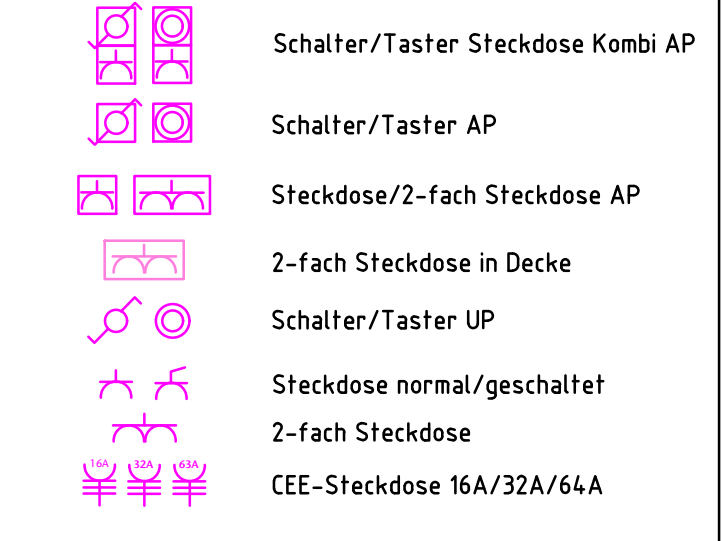 Schalter/Taster Steckdose Kombi AP
Schalter/Taster AP
Steckdose/2-fach Steckdose AP
2-fach Steckdose in Decke
Schalter/Taster UP
Steckdose normal/geschaltet
2-fach Steckdose
16A 32A 63A CEE-Steckdose 16A/32A/64A